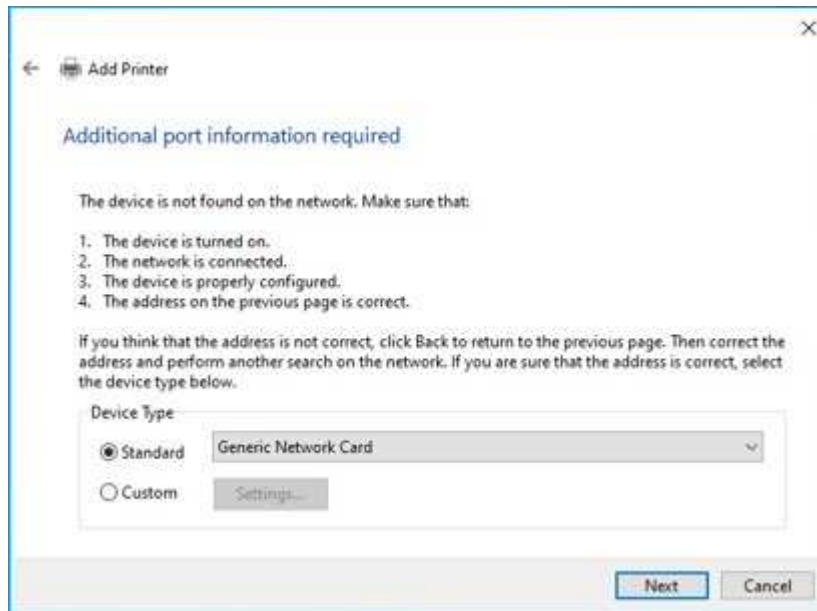 Add Printer
Additional port information required
The device is not found on the network. Make sure that:
1. The device is turned on.
2. The network is connected.
3. The device is properly configured.
4. The address on the previous page is correct.
If you think that the address is not correct, click Back to return to the previous page. Then correct the
address and perform another search on the network. If you are sure that the address is correct, select
the device type below.
Device Type
Standard
Generic Network Card
Custom
Settings...
Next
Cancel